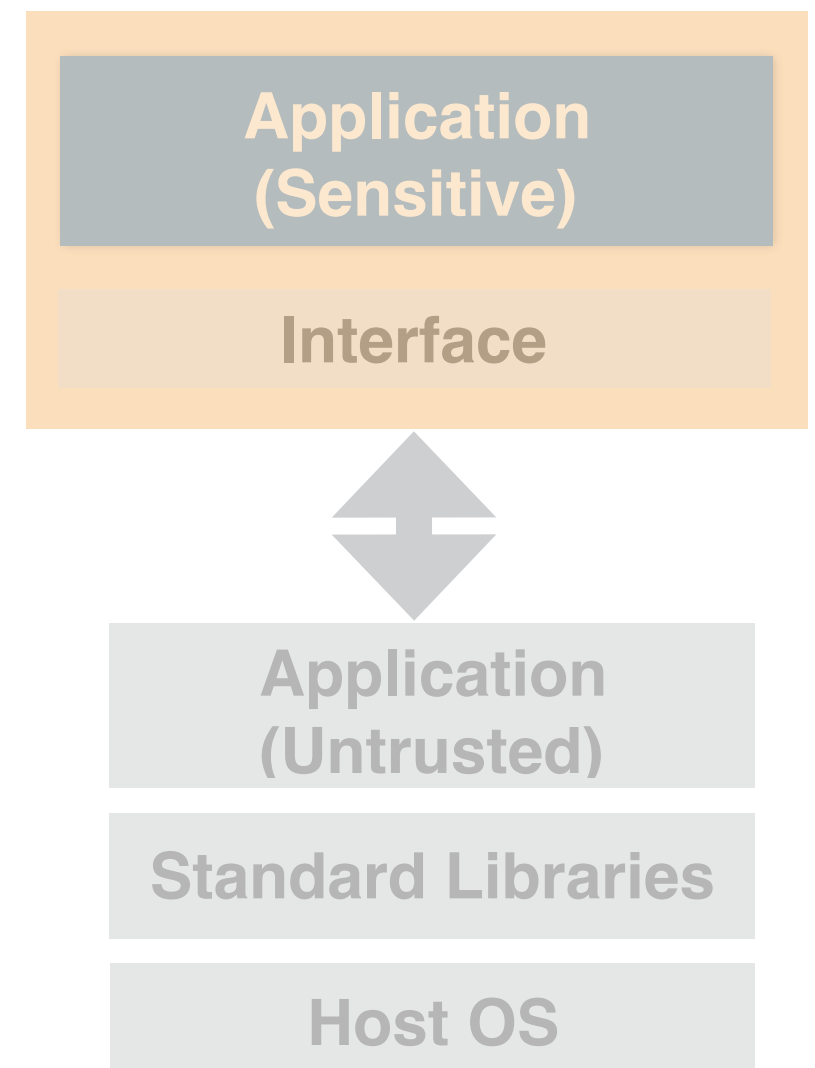 Application
(Sensitive)
Interface
Application
(Untrusted)
Standard Libraries
Host OS